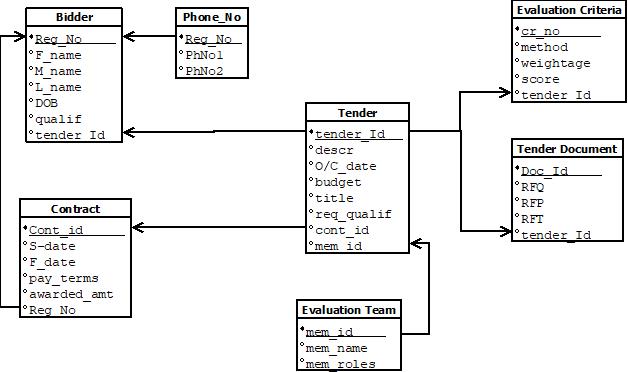 Bidder
Reg_No
F_name
M_name
L_name
DOB
qualif
tender_Id
Phone_No
Reg_No
PhNo1
PhNo2
Evaluation Criteria
cr_no
method
weightage
score
tender_Id
Tender
tender_Id
descr
O/C_date
budget
title
req_qualif
cont_id
mem_id
Tender Document
Doc_Id
RFQ
RFP
RFT
tender_Id
Contract
Cont_id
S-date
F_date
pay_terms
awarded_amt
Reg_No
Evaluation Team
mem_id
mem_name
mem_roles